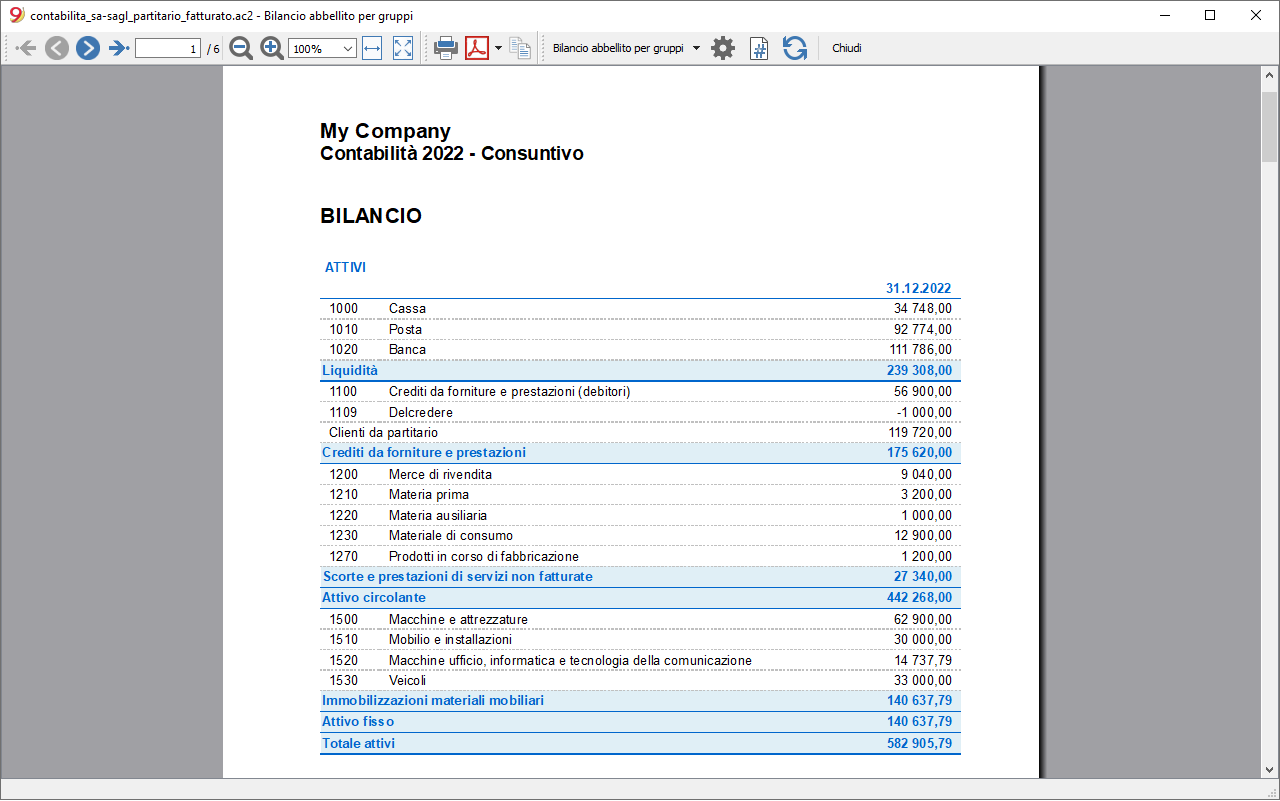 contabilita_sa-sagl_partitario_fatturato.ac2 - Bilancio abbellito per gruppi
1 / 6 100% Bilancio abbellito per gruppi Chiudi
My Company
Contabilità 2022 - Consuntivo
BILANCIO
ATTIVI
31.12.2022
1000 Cassa 34 748,00
1010 Posta 92 774,00
1020 Banca 111 786,00
Liquidità 239 308,00
1100 Crediti da forniture e prestazioni (debitori) 56 900,00
1109 Delcredere -1 000,00
Clienti da partitario 119 720,00
Crediti da forniture e prestazioni 175 620,00
1200 Merce di rivendita 9 040,00
1210 Materia prima 3 200,00
1220 Materia ausiliaria 1 000,00
1230 Materiale di consumo 12 900,00
1270 Prodotti in corso di fabbricazione 1 200,00
Scorte e prestazioni di servizi non fatturate 27 340,00
Attivo circolante 442 268,00
1500 Macchine e attrezzature 62 900,00
1510 Mobilio e installazioni 30 000,00
1520 Macchine ufficio, informatica e tecnologia della comunicazione 14 737,79
1530 Veicoli 33 000,00
Immobilizzazioni materiali mobiliari 140 637,79
Attivo fisso 140 637,79
Totale attivi 582 905,79